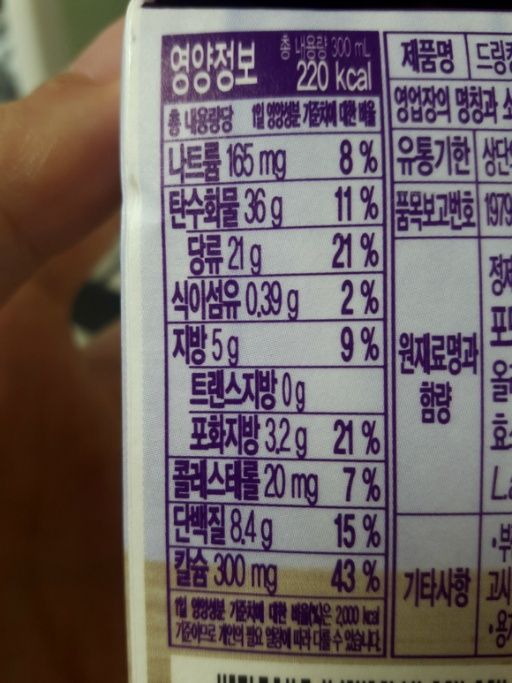 영양정보
총 내용량 300 mL
220 kcal
총 내용량당 1일 영양성분 기준치에 대한 비율
나트륨 165 mg 8 %
탄수화물 36 g 11 %
당류 21 g 21 %
식이섬유 0.39 g 2 %
지방 5 g 9 %
트랜스지방 0 g
포화지방 3.2 g 21 %
콜레스테롤 20 mg 7 %
단백질 8.4 g 15 %
칼슘 300 mg 43 %
1일 영양성분 기준치에 대한 비율(%)은 2,000 kcal
기준이므로 개인의 필요 열량에 따라 다를 수 있습니다.
제품명
영업장의 명칭과
유통기한
품목보고번호 1979
원재료명과
함량
기타사항